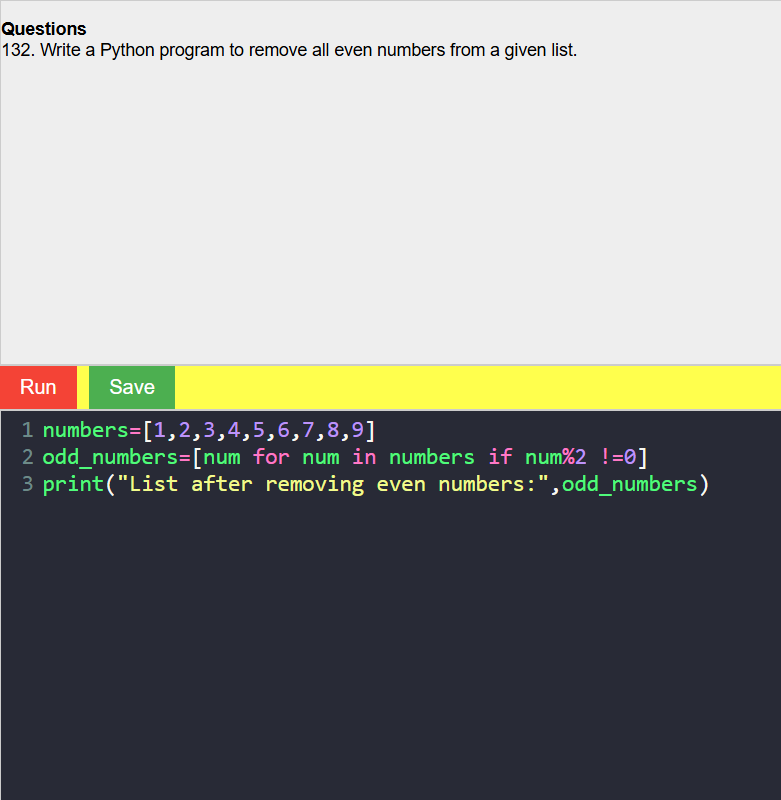 Questions
132. Write a Python program to remove all even numbers from a given list.
Run Save
1 numbers=[1,2,3,4,5,6,7,8,9]
2 odd_numbers=[num for num in numbers if num%2 !=0]
3 print("List after removing even numbers:",odd_numbers)